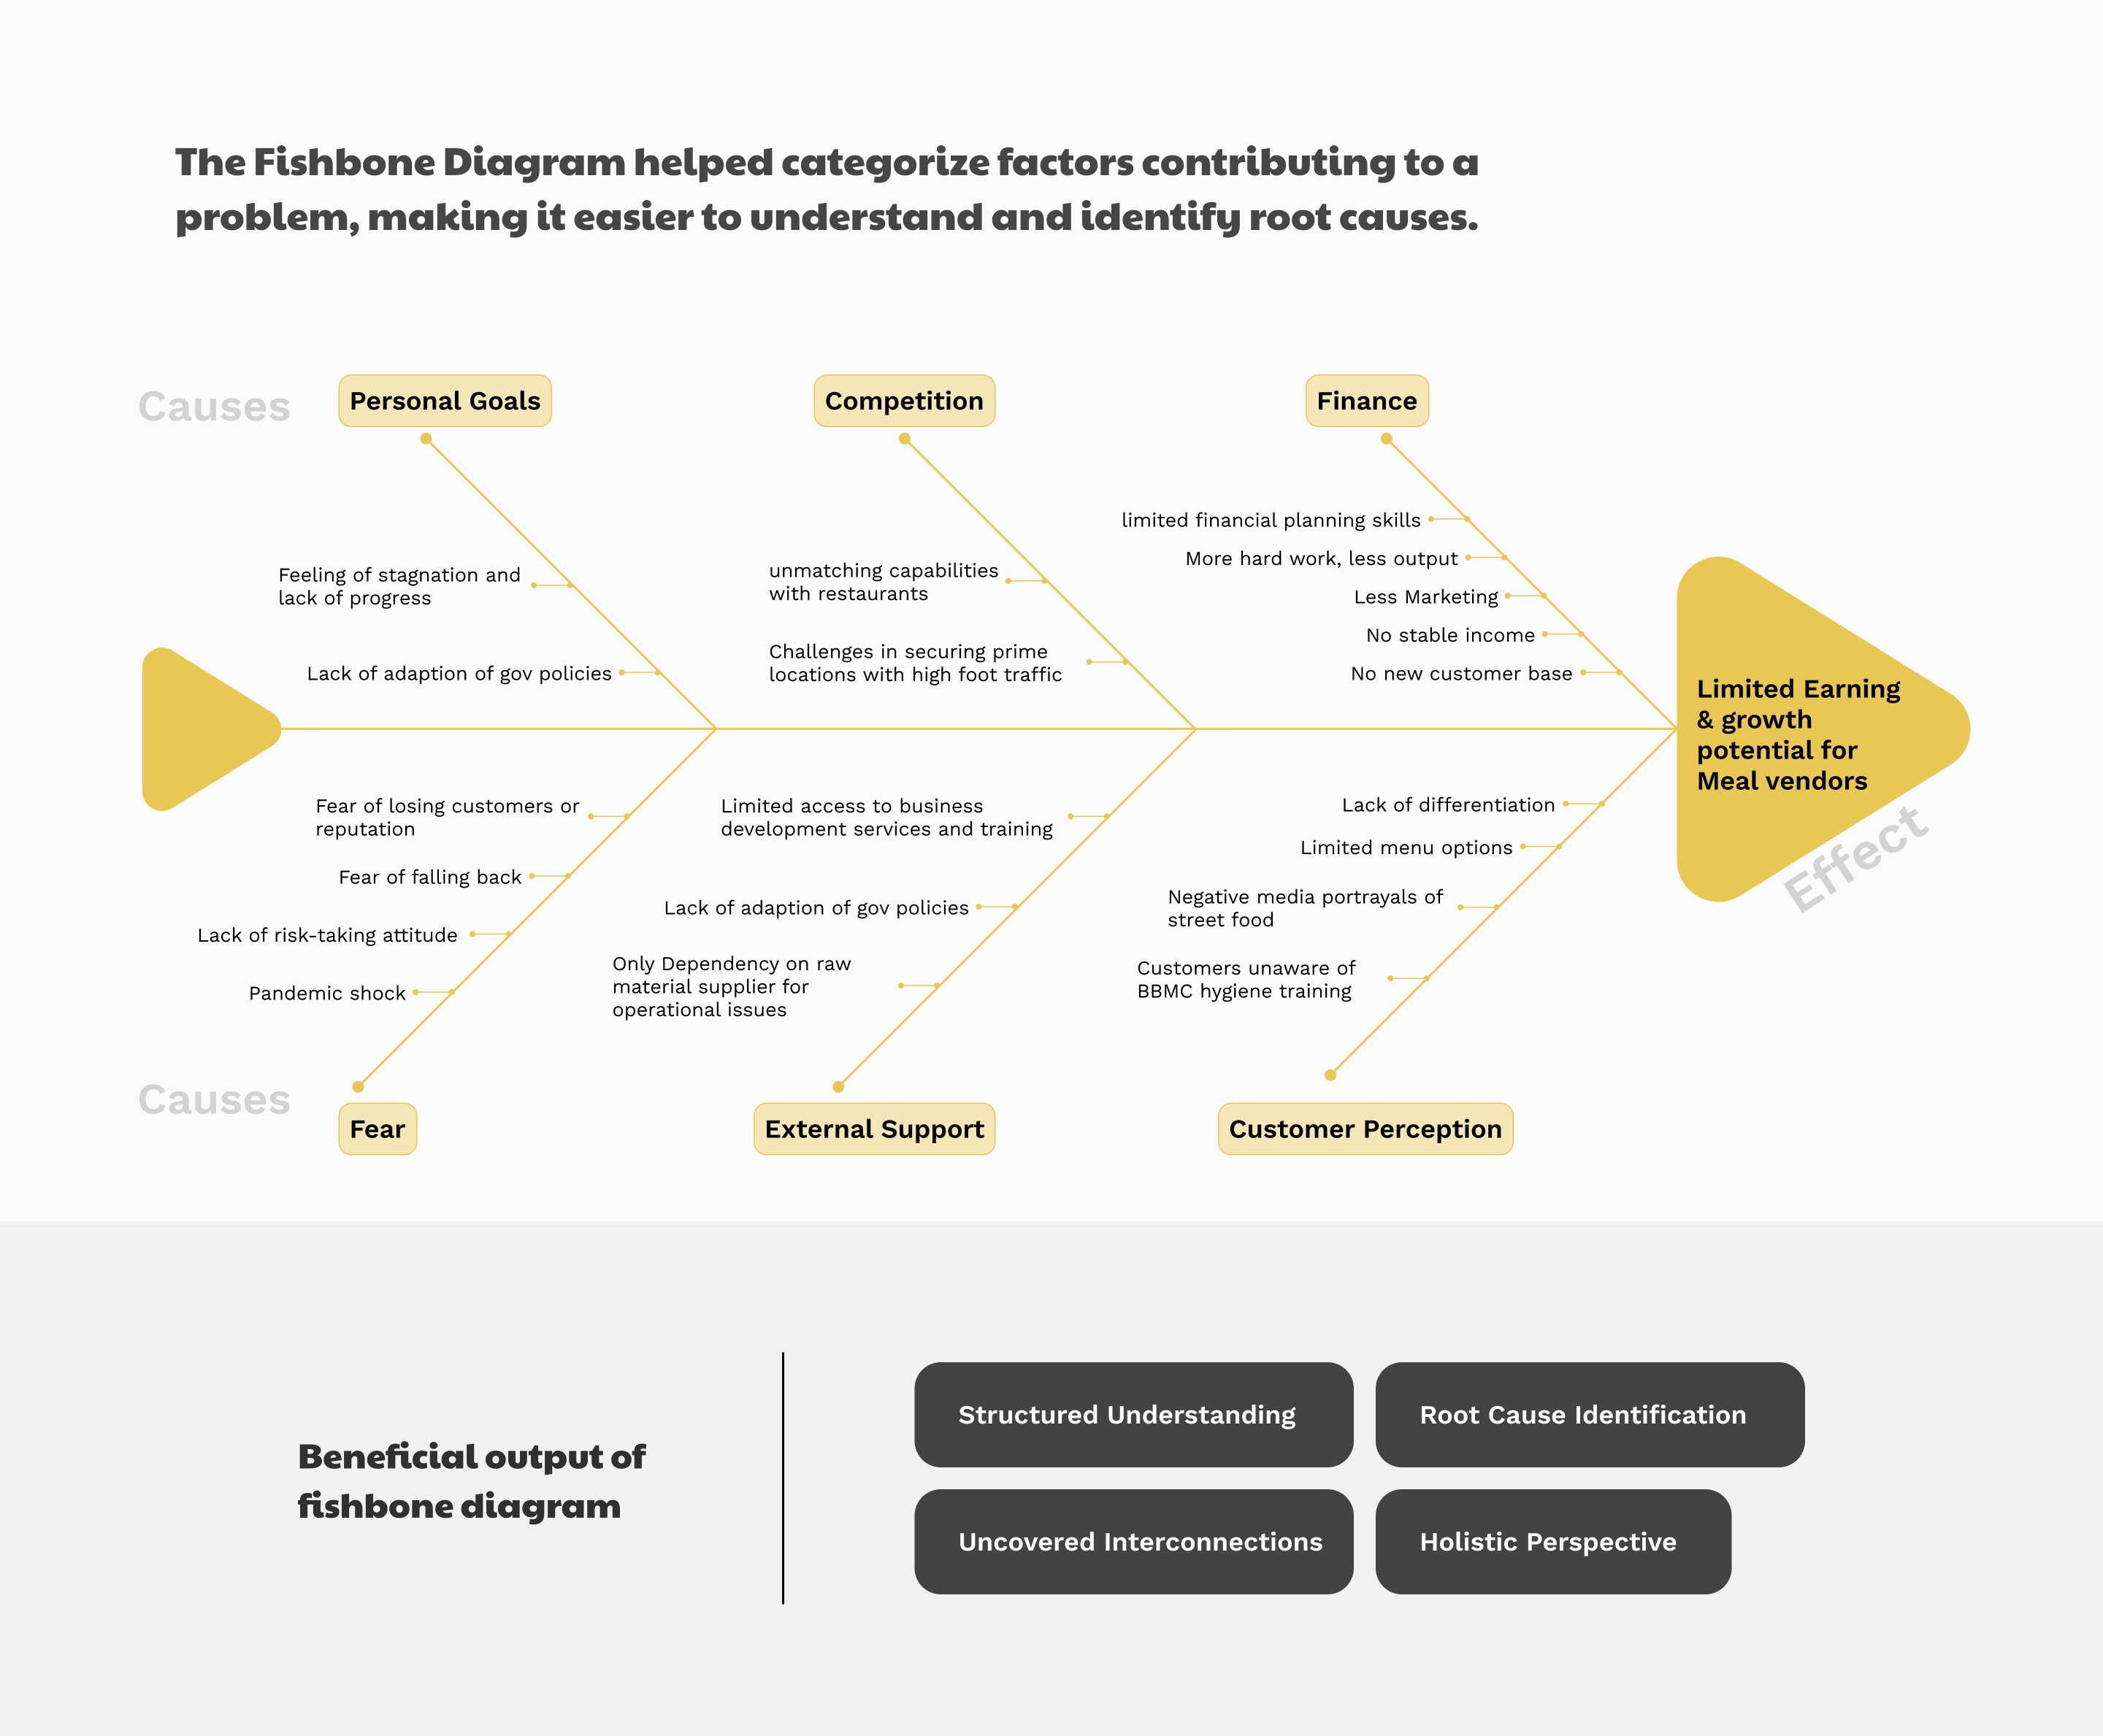 The Fishbone Diagram helped categorize factors contributing to a
problem, making it easier to understand and identify root causes.
Causes
Personal Goals
Competition
Finance
Feeling of stagnation and
lack of progress
Lack of adaption of gov policies
unmatching capabilities
with restaurants
Challenges in securing prime
locations with high foot traffic
limited financial planning skills
More hard work, less output
Less Marketing
No stable income
No new customer base
Limited Earning
& growth
potential for
Meal vendors
Effect
Fear of losing customers or
reputation
Fear of falling back
Lack of risk-taking attitude
Pandemic shock
Limited access to business
development services and training
Lack of adaption of gov policies
Only Dependency on raw
material supplier for
operational issues
Lack of differentiation
Limited menu options
Negative media portrayals of
street food
Customers unaware of
BBMC hygiene training
Causes
Fear
External Support
Customer Perception
Beneficial output of
fishbone diagram
Structured Understanding
Root Cause Identification
Uncovered Interconnections
Holistic Perspective